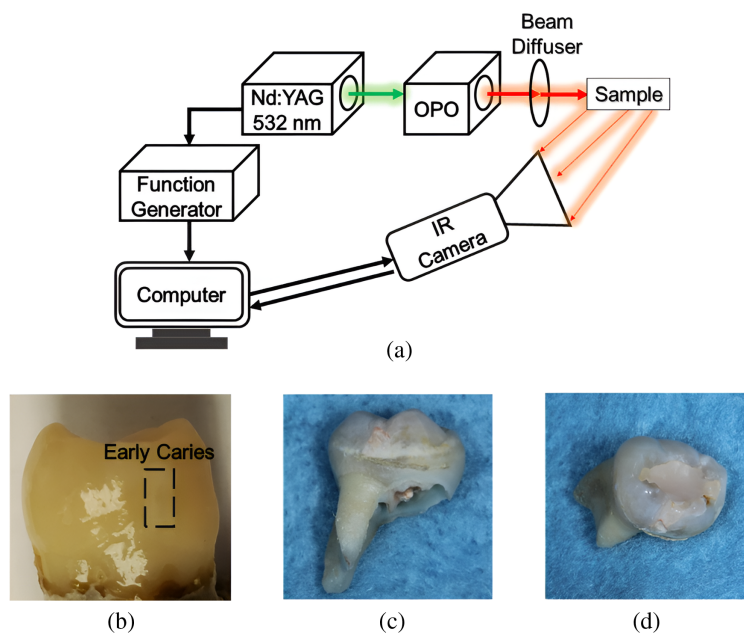 Beam
Diffuser
Nd:YAG
532 nm
OPO
Sample
Function
Generator
IR
Camera
Computer
(a)
Early Caries
(b)
(c)
(d)